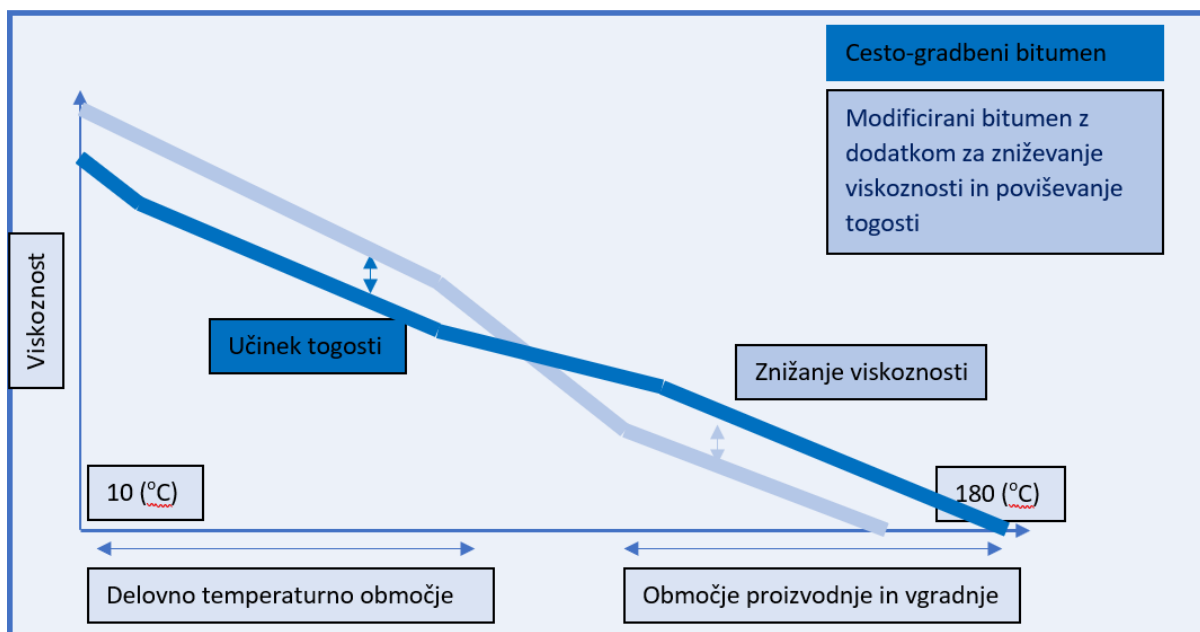 Cesto-gradbeni bitumen
Modificirani bitumen z
dodatkom za zniževanje
viskoznosti in poviševanje
togosti
Viskoznost
Učinek togosti
Znižanje viskoznosti
10 (°C)
180 (°C)
Delovno temperaturno območje
Območje proizvodnje in vgradnje